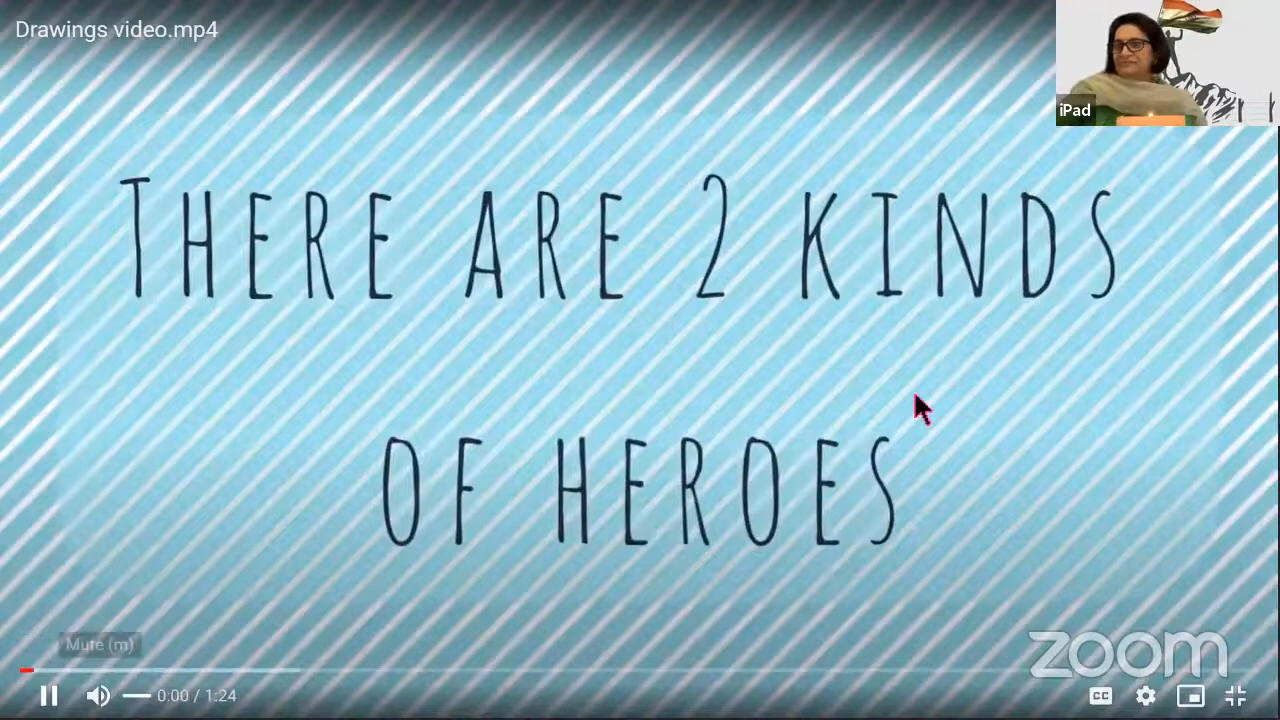 Drawings video.mp4
iPad
THERE ARE 2 KINDS
OF HEROES
Mute (m)
zoom
0:00 / 1:24
CC